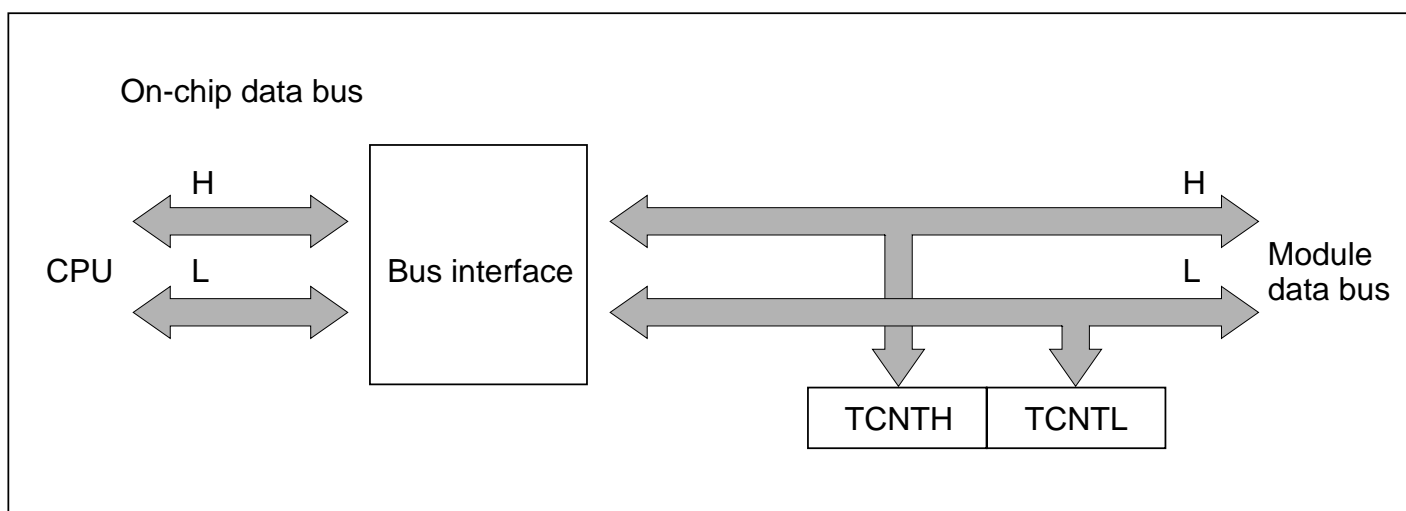 On-chip data bus
H
H
CPU
L
Bus interface
L
Module
data bus
TCNTH
TCNTL